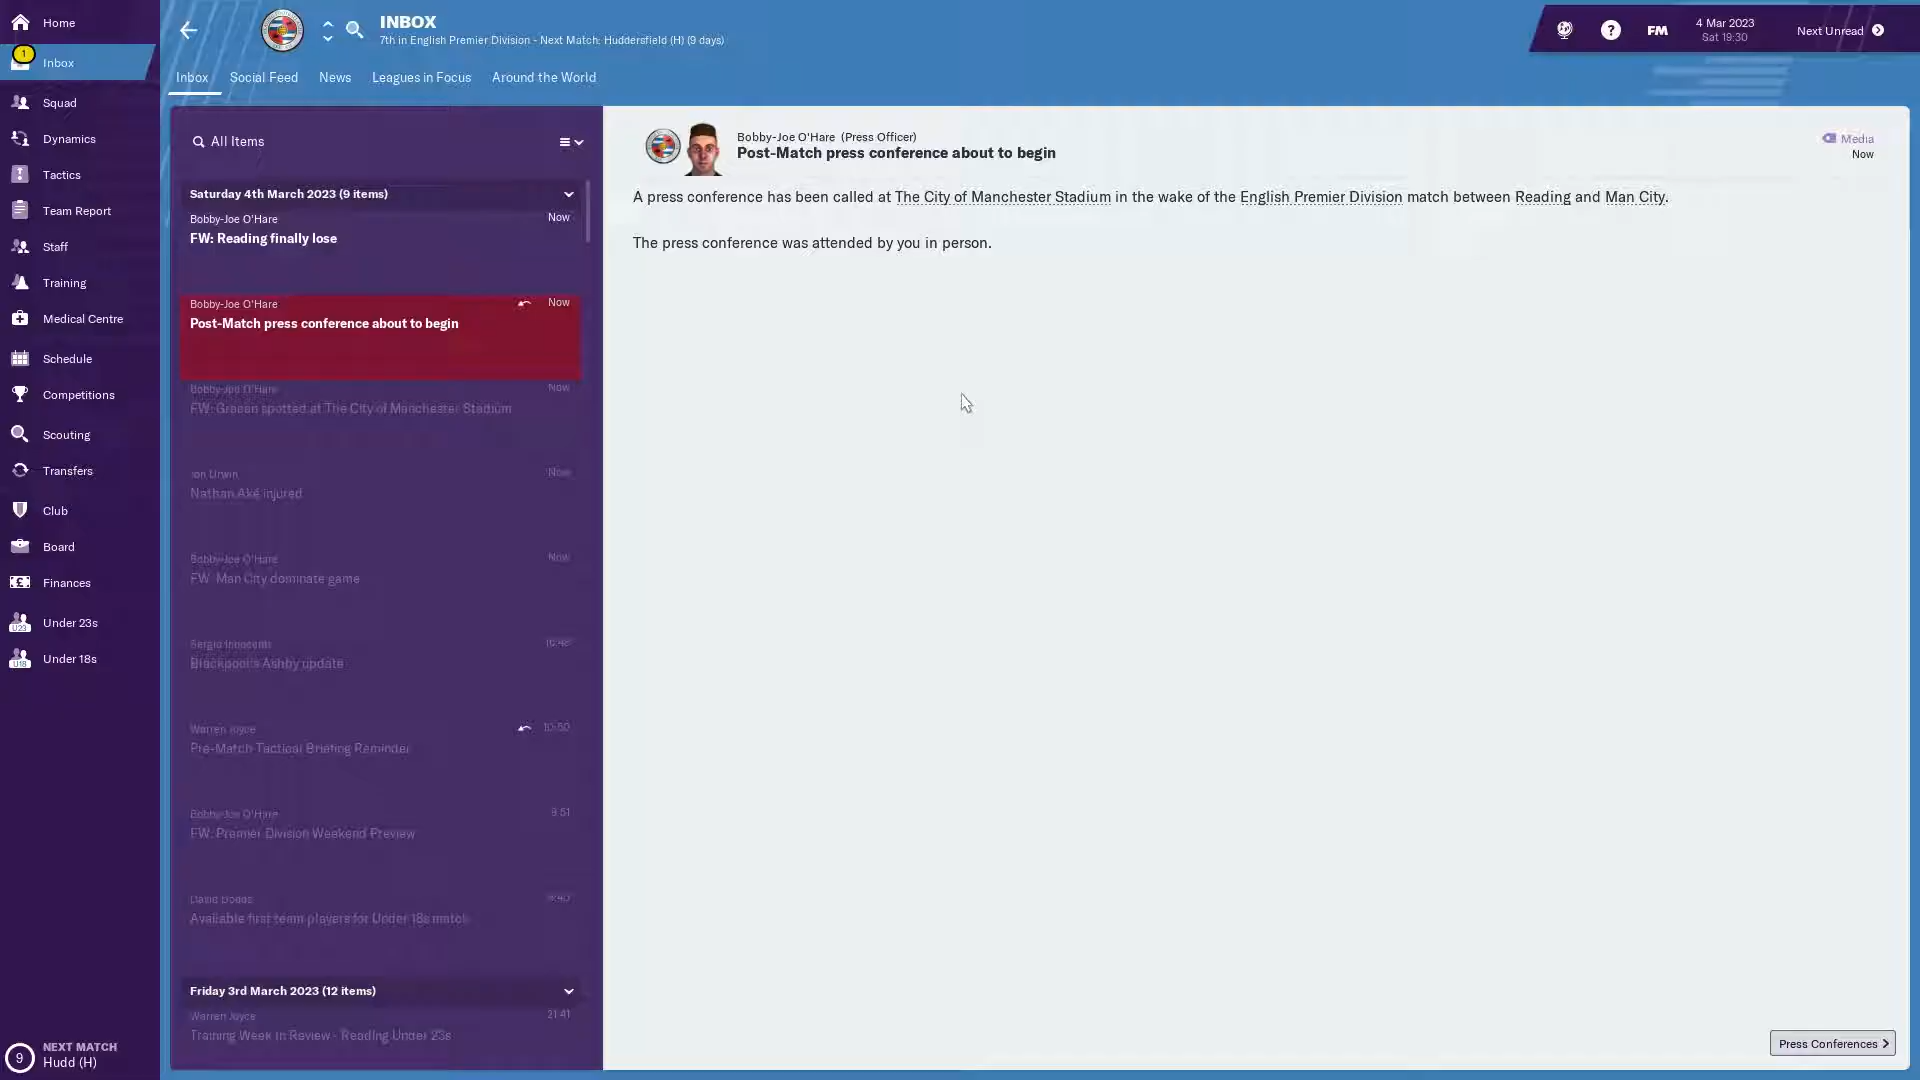 Home
1
Inbox
Squad
Dynamics
Tactics
Team Report
Staff
Training
Medical Centre
Schedule
Competitions
Scouting
Transfers
Club
Board
Finances
U23
Under 23s
U18
Under 18s
9
NEXT MATCH
Hudd (H)
INBOX
7th in English Premier Division - Next Match: Huddersfield (H) (9 days)
FM
4 Mar 2023
Sat 19:30
Next Unread
Inbox
Social Feed
News
Leagues in Focus
Around the World
All Items
Saturday 4th March 2023 (9 items)
Bobby-Joe O'Hare
Now
FW: Reading finally lose
Bobby-Joe O'Hare
Now
Post-Match press conference about to begin
Bobby-Joe O'Hare
Now
spotted at The City of Manchester Stadium
Now
Nathan Aké injured
Bobby-Joe O'Hare
Now
FW: Man City dominate game
Sergio Innocenti
Blackpool's Ashby update
Warren Joyce
10:50
Pre-Match Tactical Briefing Reminder
Bobby-Joe O'Hare
9:51
FW: Premier Division Weekend Preview
David Dodds
Available first team players for Under 18s match
Friday 3rd March 2023 (12 items)
Warren Joyce
21:41
Training Week in Review - Reading Under 23s
Bobby-Joe O'Hare (Press Officer)
Post-Match press conference about to begin
Media
Now
A press conference has been called at The City of Manchester Stadium in the wake of the English Premier Division match between Reading and Man City.
The press conference was attended by you in person.
Press Conferences